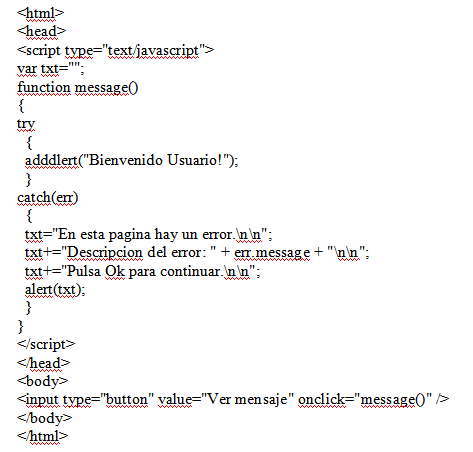 <html>
<head>
<script type="text/javascript">
var txt="";
function message()
{
try
{
adddlert("Bienvenido Usuario!");
}
catch(err)
{
txt="En esta pagina hay un error.\n\n";
txt+="Descripcion del error: " + err.message + "\n\n";
txt+="Pulsa Ok para continuar.\n\n";
alert(txt);
}
}
</script>
</head>
<body>
<input type="button" value="Ver mensaje" onclick="message()" />
</body>
</html>